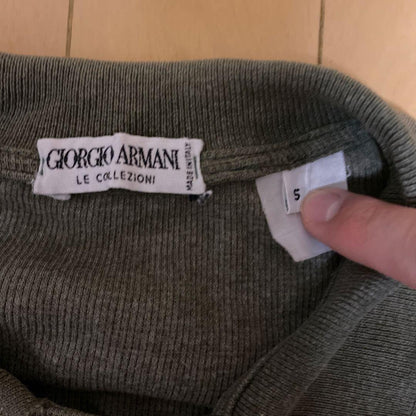 GIORGIO ARMANI
LE COLLEZIONI
MADE IN ITALY
S